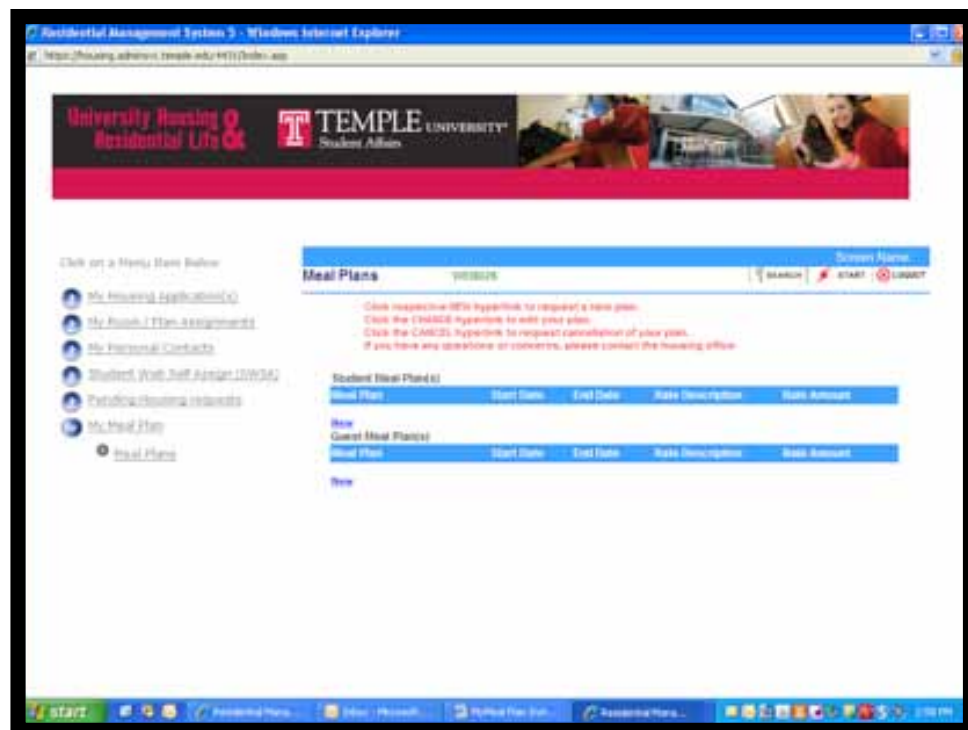 Residential Management System 5 - Windows Internet Explorer
University Housing &
Residential Life
TEMPLE UNIVERSITY
Student Affairs
Click on a Menu Item Below
Screen Name
Meal Plans
SEARCH START LOGOUT
My Housing Application(s)
My Room / Plan Assignments
My Personal Contacts
Student Web Self Assign (SWSA)
Pending Housing requests
My Meal Plan
Meal Plans
Click respective NEW hyperlink to request a new plan.
Click the CHANGE hyperlink to edit your plan.
Click the CANCEL hyperlink to request cancellation of your plan.
If you have any questions or concerns, please contact the housing office
Student Meal Plan(s)
Meal Plan Start Date End Date Rate Description Rate Amount
New
Guest Meal Plan(s)
Meal Plan Start Date End Date Rate Description Rate Amount
New
start Residential Mana... Inbox - Microsoft... Residential Mana...